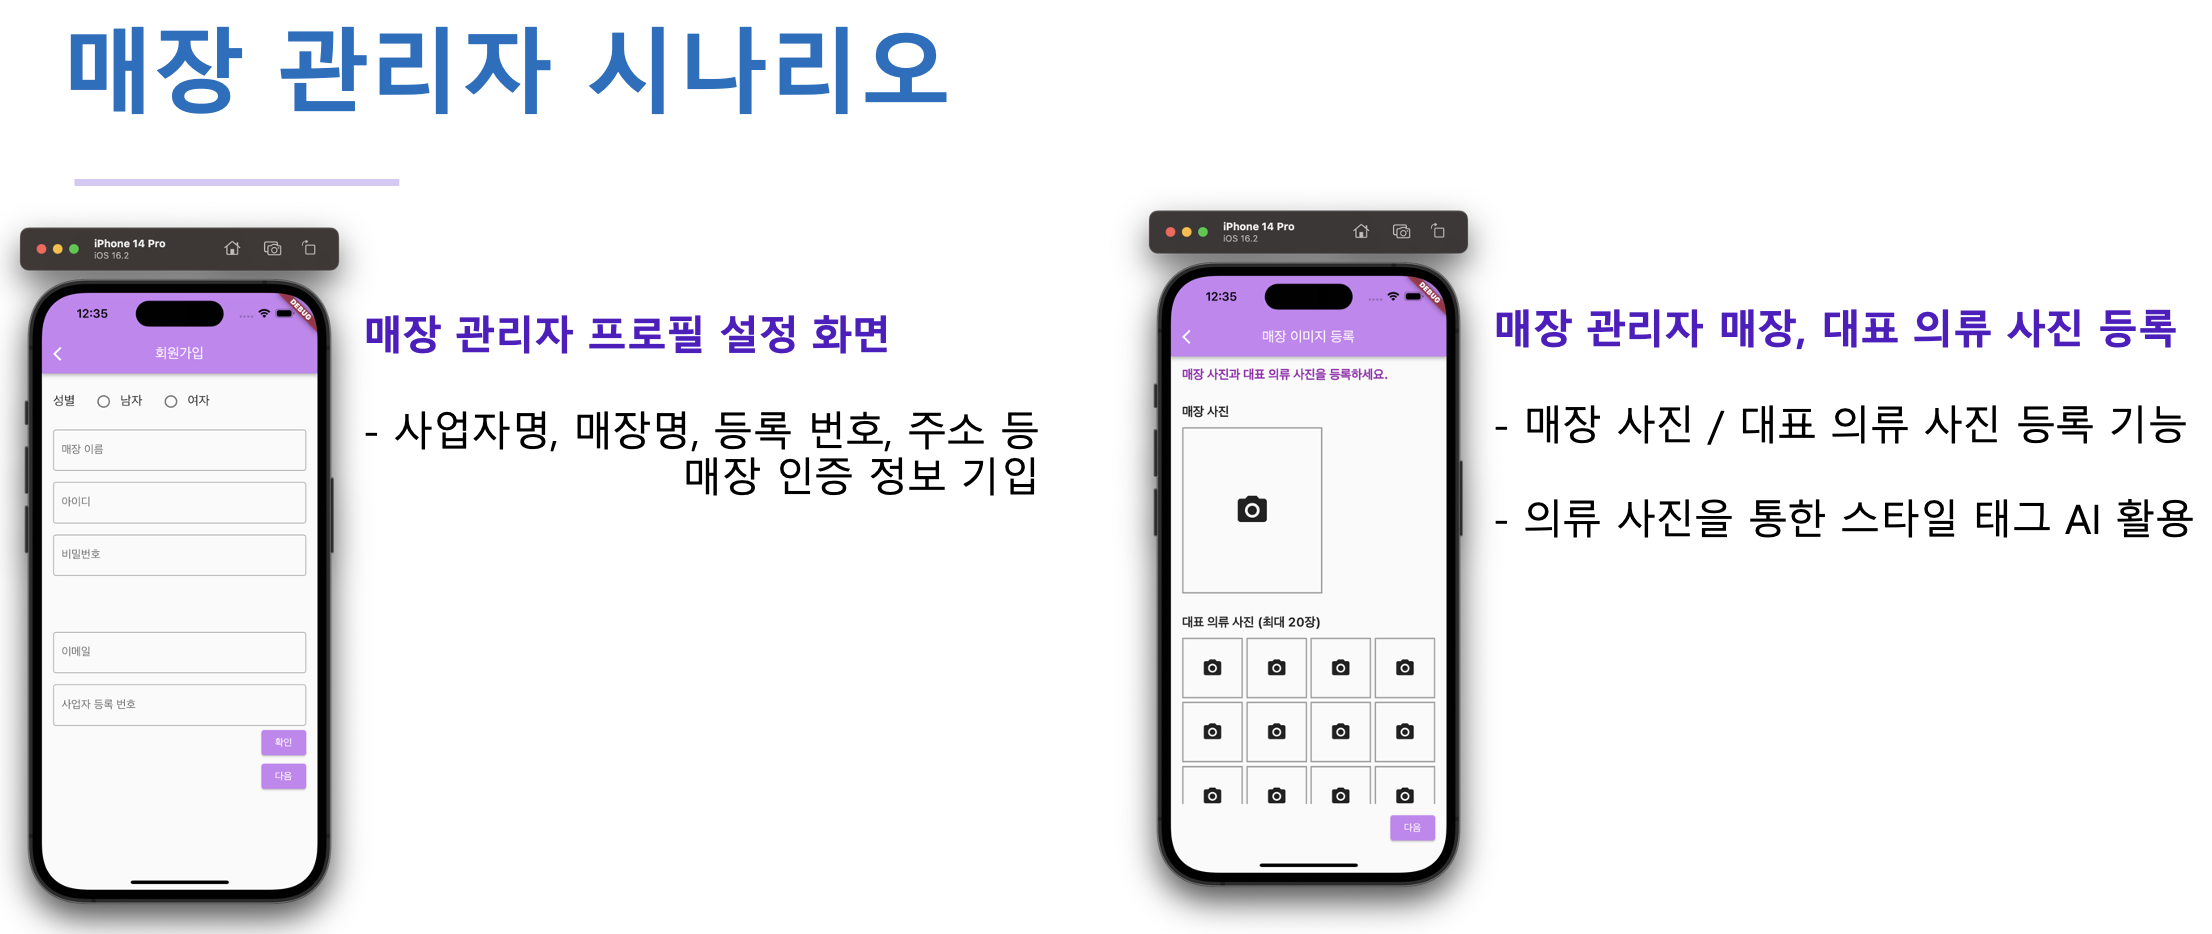 매장 관리자 시나리오
iPhone 14 Pro
iOS 16.2
12:35
DEBUG
회원가입
성별 남자 여자
매장 이름
아이디
비밀번호
이메일
사업자 등록 번호
확인
다음
매장 관리자 프로필 설정 화면
- 사업자명, 매장명, 등록 번호, 주소 등
매장 인증 정보 기입
iPhone 14 Pro
iOS 16.2
12:35
DEBUG
매장 이미지 등록
매장 사진과 대표 의류 사진을 등록하세요.
매장 사진
대표 의류 사진 (최대 20장)
다음
매장 관리자 매장, 대표 의류 사진 등록
- 매장 사진 / 대표 의류 사진 등록 기능
- 의류 사진을 통한 스타일 태그 AI 활용